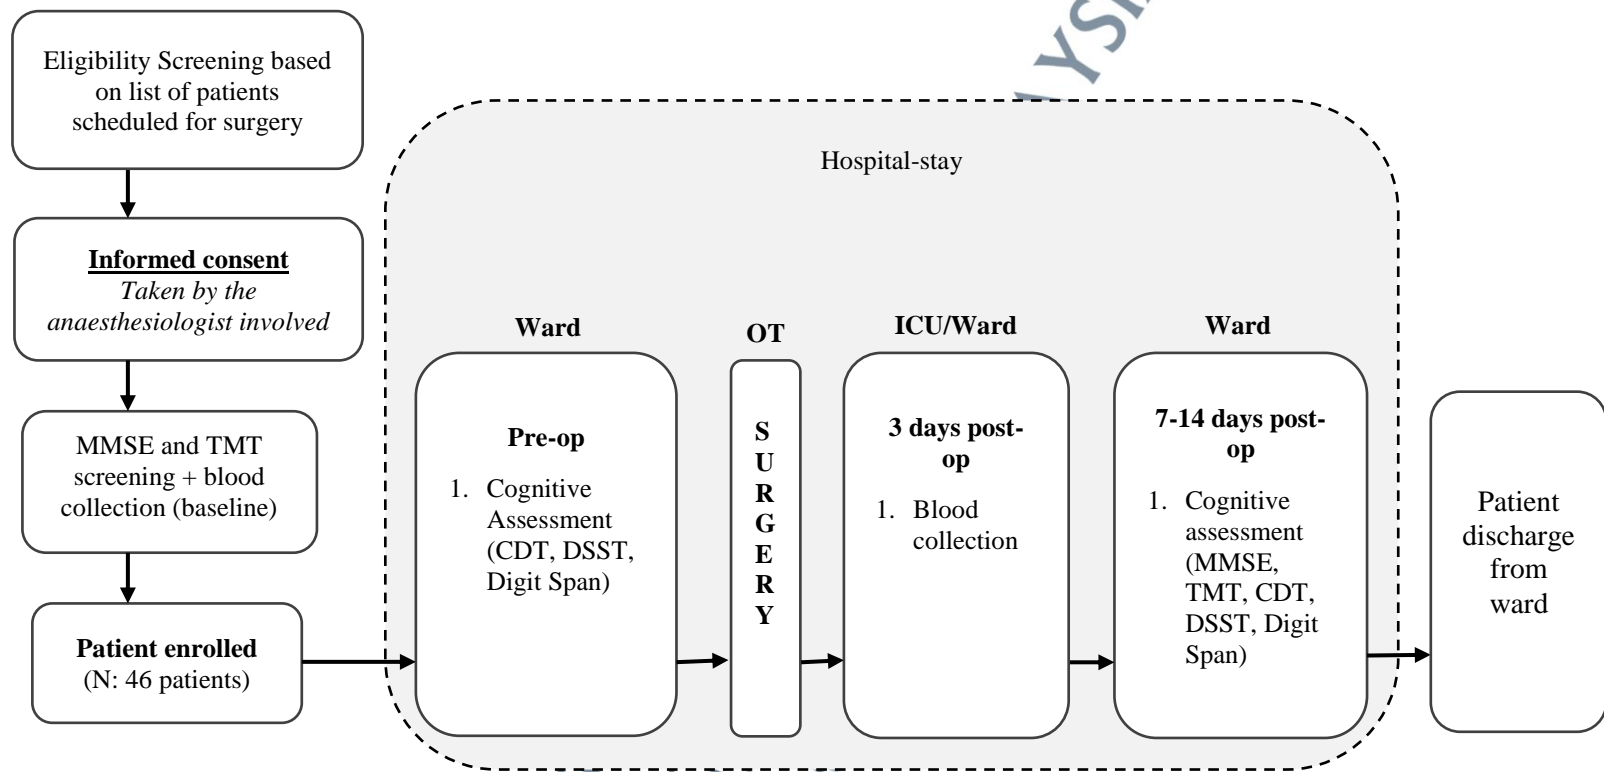 Eligibility Screening based
on list of patients
scheduled for surgery
Informed consent
Taken by the
anaesthesiologist involved
MMSE and TMT
screening + blood
collection (baseline)
Patient enrolled
(N: 46 patients)
Hospital-stay
Ward
Pre-op
1. Cognitive
Assessment
(CDT, DSST,
Digit Span)
OT
S
U
R
G
E
R
Y
ICU/Ward
3 days post-
op
1. Blood
collection
Ward
7-14 days post-
op
1. Cognitive
assessment
(MMSE,
TMT, CDT,
DSST, Digit
Span)
Patient
discharge
from
ward